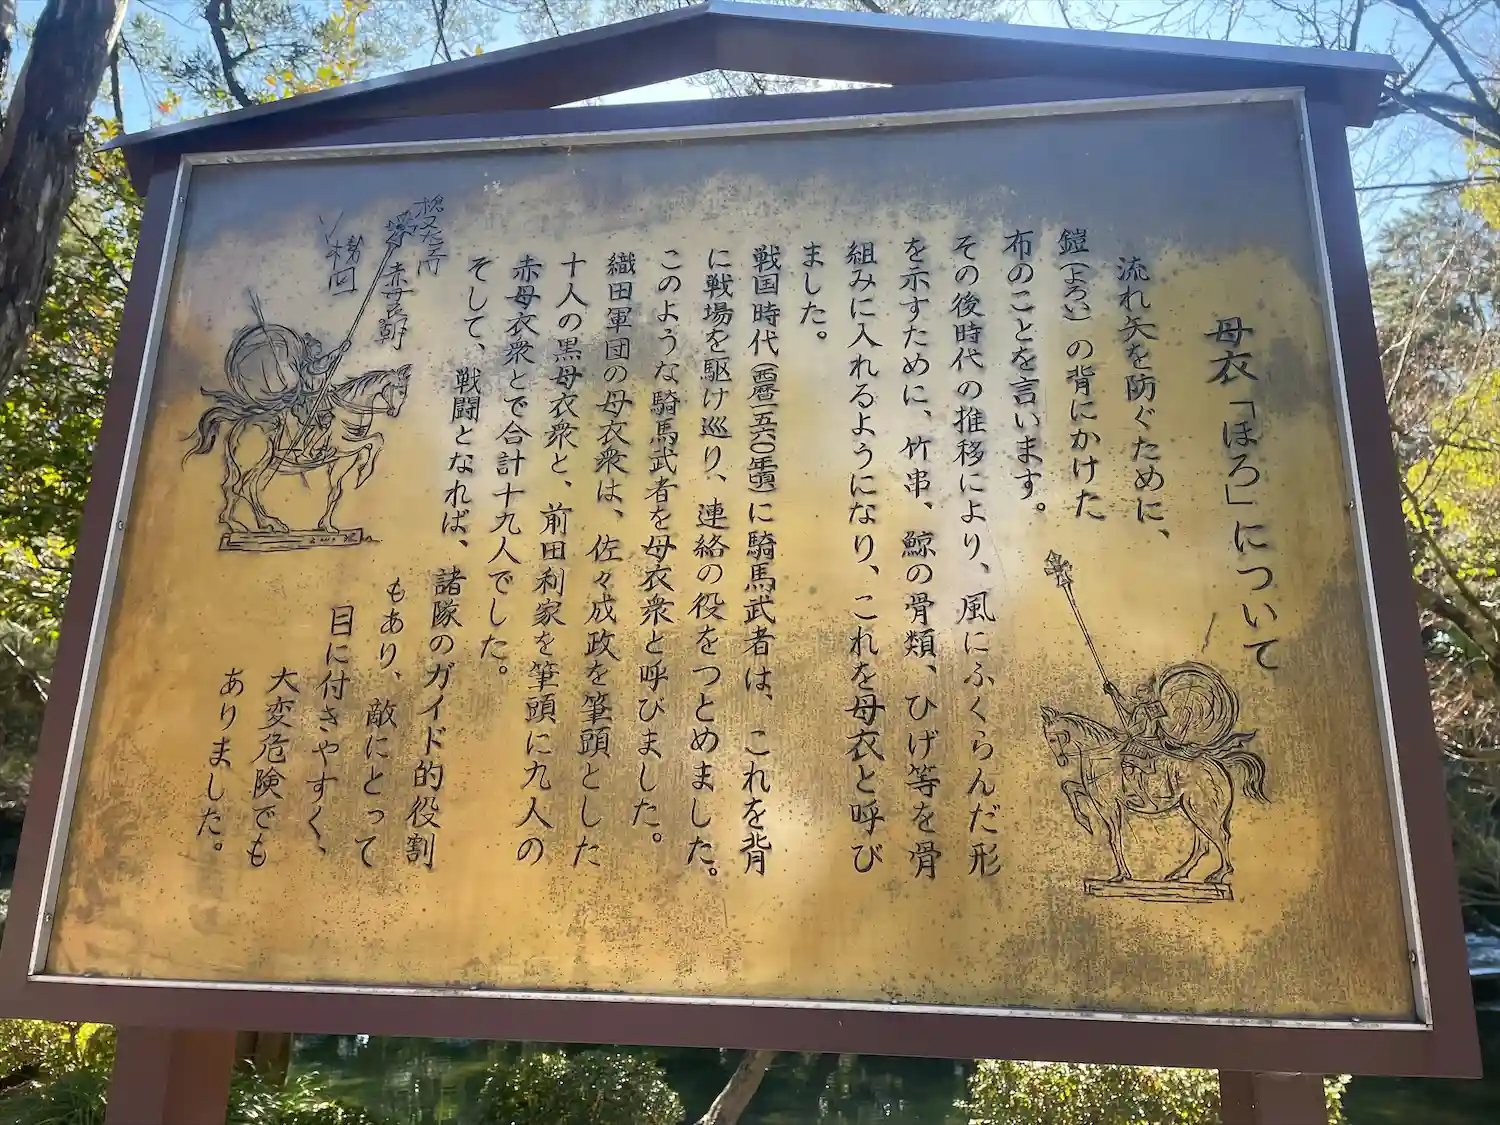 母衣「ほろ」について
流れ矢を防ぐために、
鎧(よろい)の背にかけた
布のことを言います。
その後時代の推移により、風にふくらんだ形
を示すために、竹串、鯨の骨類、ひげ等を骨
組みに入れるようになり、これを母衣と呼び
ました。
戦国時代(西暦一五六〇年頃)に騎馬武者は、これを背
に戦場を駆け巡り、連絡の役をつとめました。
このような騎馬武者を母衣衆と呼びました。
織田軍団の母衣衆は、佐々成政を筆頭とした
十人の黒母衣衆と、前田利家を筆頭に九人の
赤母衣衆とで合計十九人でした。
そして、戦闘となれば、諸隊のガイド的役割
もあり、敵にとって
目に付きやすく、
大変危険でも
ありました。